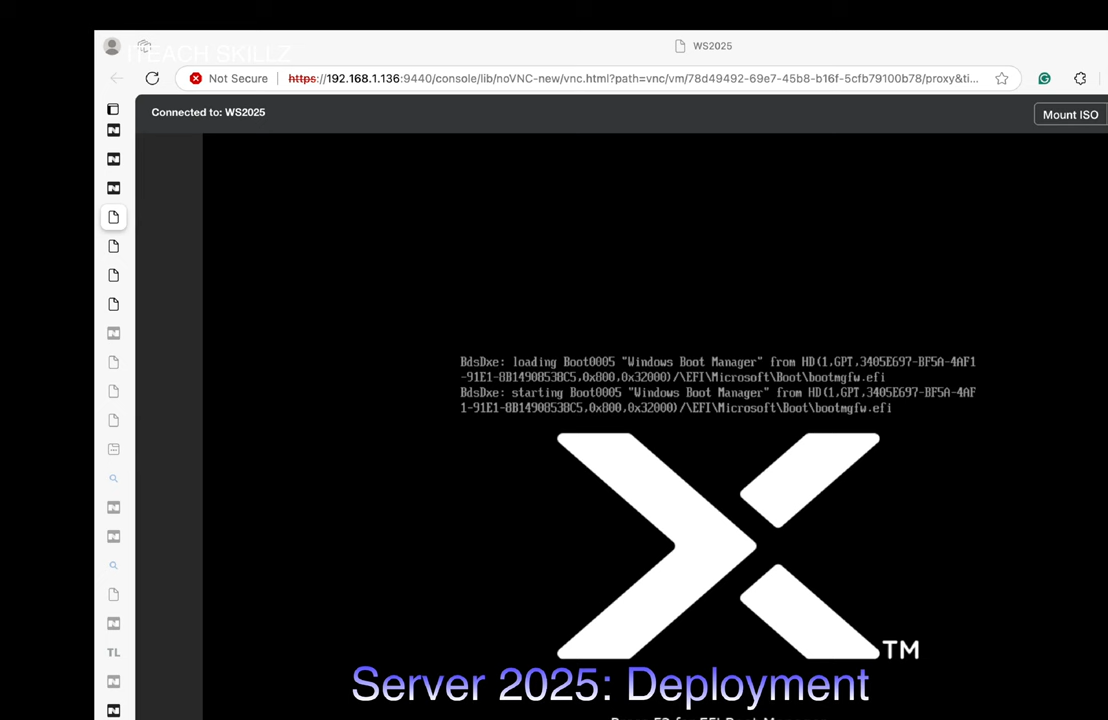 ITEACH SKILLZ
WS2025
Not Secure
https://192.168.1.136:9440/console/lib/noVNC-new/vnc.html?path=vnc/vm/78d49492-69e7-45b8-b16f-5cfb79100b78/proxy&ti...
Connected to: WS2025
Mount ISO
BdsDxe: loading Boot0005 "Windows Boot Manager" from HD(1,GPT,3405E697-BF5A-4AF1
-91E1-8B14908538C5,0x800,0x32000)/\EFI\Microsoft\Boot\bootmgfw.efi
BdsDxe: starting Boot0005 "Windows Boot Manager" from HD(1,GPT,3405E697-BF5A-4AF
1-91E1-8B14908538C5,0x800,0x32000)/\EFI\Microsoft\Boot\bootmgfw.efi
TM
TL
Server 2025: Deployment